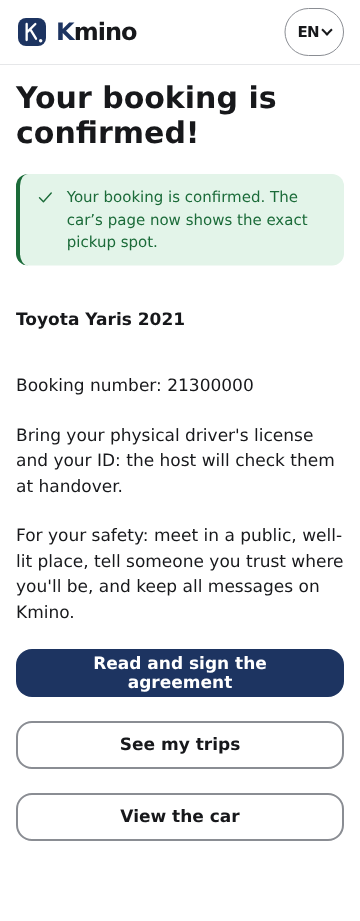 K. Kmino
EN
Your booking is
confirmed!
Your booking is confirmed. The
car’s page now shows the exact
pickup spot.
Toyota Yaris 2021
Booking number: 21300000
Bring your physical driver's license
and your ID: the host will check them
at handover.
For your safety: meet in a public, well-
lit place, tell someone you trust where
you'll be, and keep all messages on
Kmino.
Read and sign the
agreement
See my trips
View the car